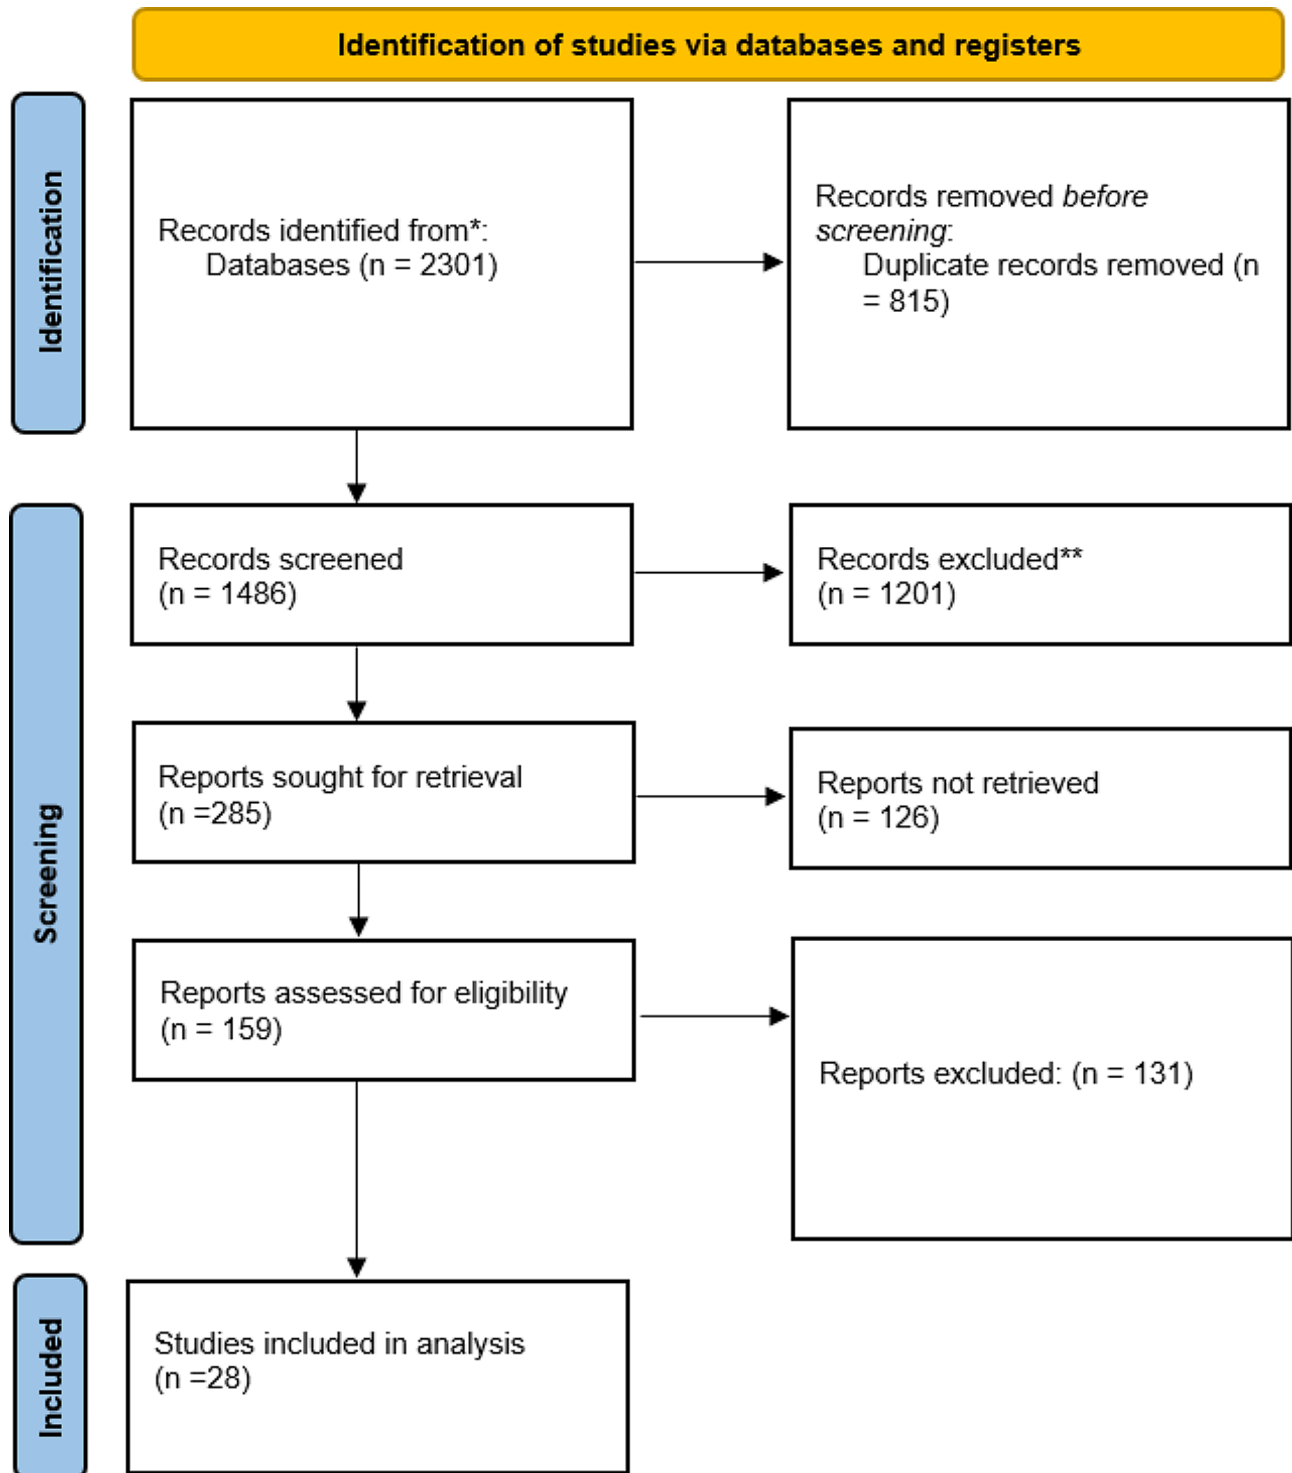 Identification of studies via databases and registers
Identification
Records identified from*:
Databases (n = 2301)
Records removed before
screening:
Duplicate records removed (n
= 815)
Screening
Records screened
(n = 1486)
Records excluded**
(n = 1201)
Reports sought for retrieval
(n =285)
Reports not retrieved
(n = 126)
Reports assessed for eligibility
(n = 159)
Reports excluded: (n = 131)
Included
Studies included in analysis
(n =28)